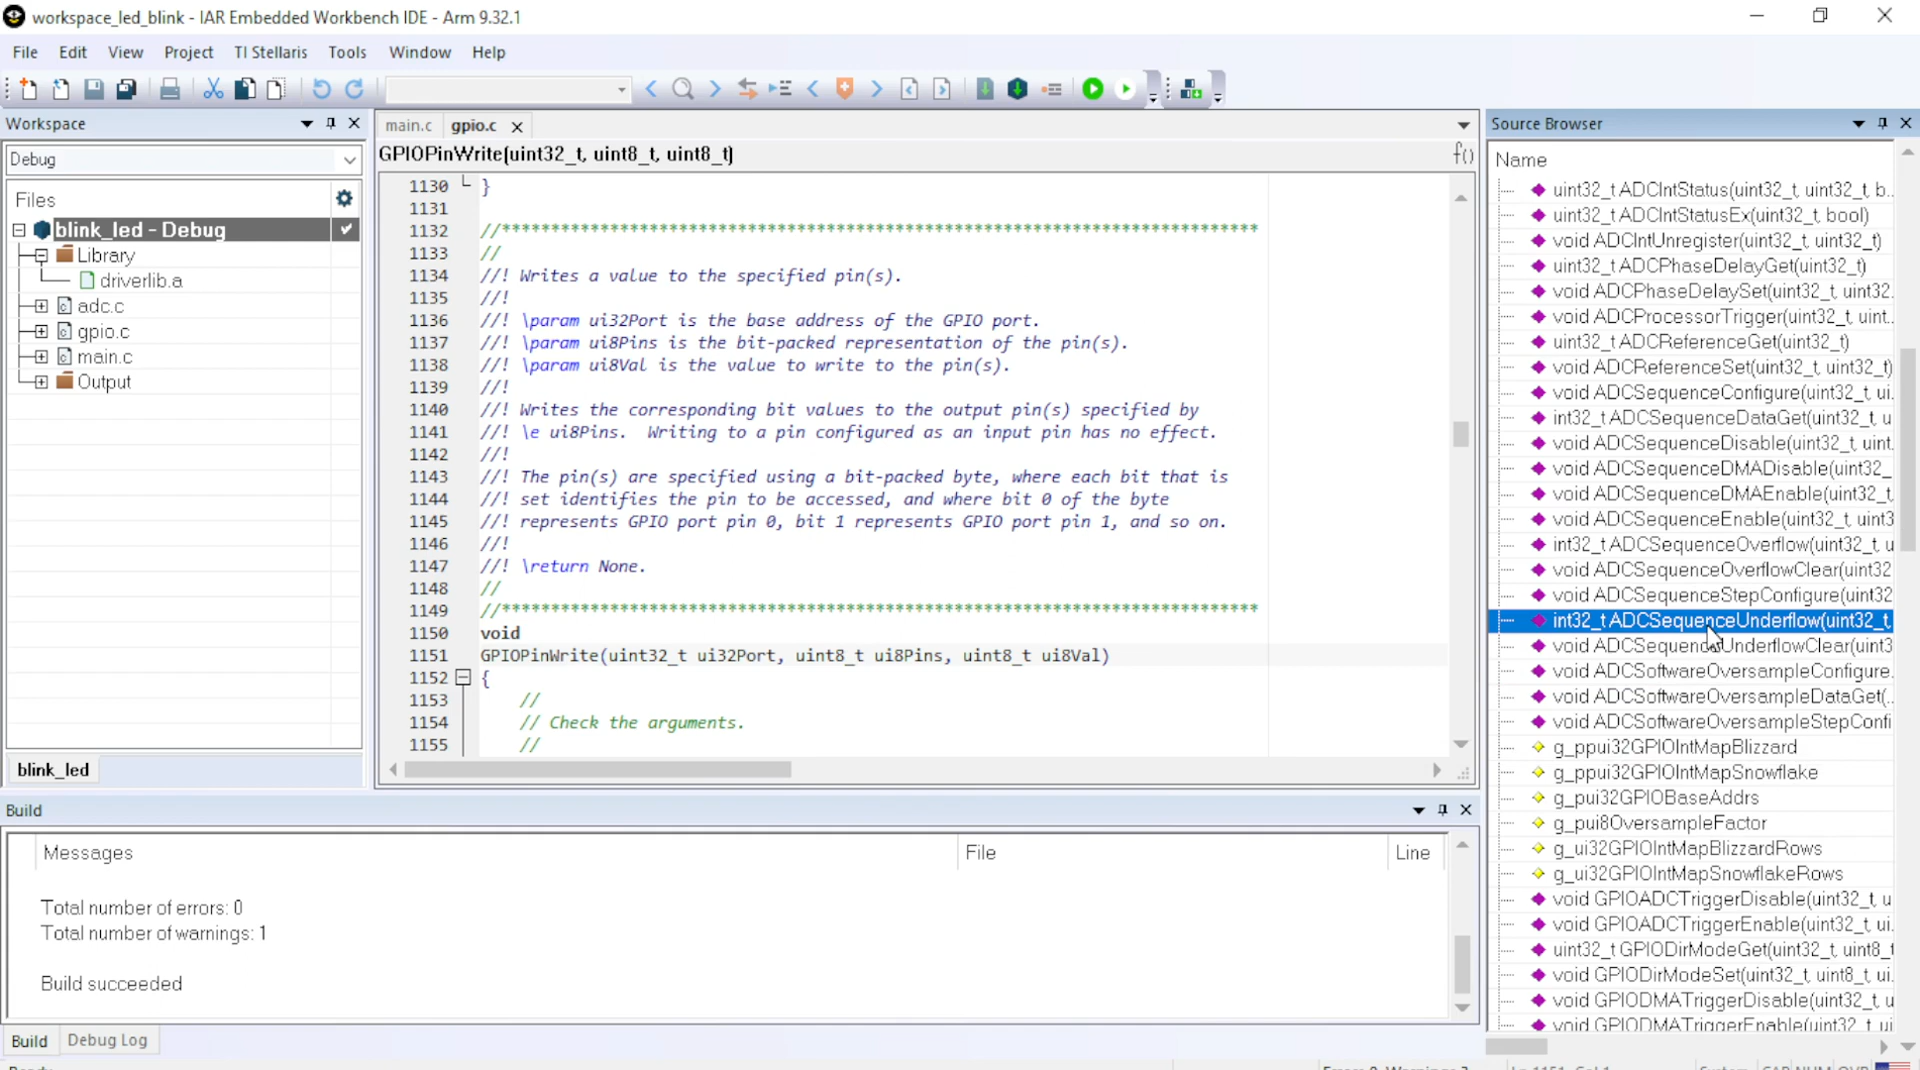 workspace_led_blink - IAR Embedded Workbench IDE - Arm 9.32.1
File Edit View Project TI Stellaris Tools Window Help
Workspace
Debug
Files
blink_led - Debug
Library
driverlib.a
adc.c
gpio.c
main.c
Output
blink_led
main.c gpio.c
GPIOPinWrite(uint32_t, uint8_t, uint8_t)
f()
1130 }
1131
1132 //*****************************************************************************
1133 //
1134 //! Writes a value to the specified pin(s).
1135 //!
1136 //! \param ui32Port is the base address of the GPIO port.
1137 //! \param ui8Pins is the bit-packed representation of the pin(s).
1138 //! \param ui8Val is the value to write to the pin(s).
1139 //!
1140 //! Writes the corresponding bit values to the output pin(s) specified by
1141 //! \e ui8Pins.  Writing to a pin configured as an input pin has no effect.
1142 //!
1143 //! The pin(s) are specified using a bit-packed byte, where each bit that is
1144 //! set identifies the pin to be accessed, and where bit 0 of the byte
1145 //! represents GPIO port pin 0, bit 1 represents GPIO port pin 1, and so on.
1146 //!
1147 //! \return None.
1148 //
1149 //*****************************************************************************
1150 void
1151 GPIOPinWrite(uint32_t ui32Port, uint8_t ui8Pins, uint8_t ui8Val)
1152 {
1153 //
1154 // Check the arguments.
1155 //
Source Browser
Name
uint32_t ADCIntStatus(uint32_t, uint32_t, b...
uint32_t ADCIntStatusEx(uint32_t, bool)
void ADCIntUnregister(uint32_t, uint32_t)
uint32_t ADCPhaseDelayGet(uint32_t)
void ADCPhaseDelaySet(uint32_t, uint32...
void ADCProcessorTrigger(uint32_t, uint...
uint32_t ADCReferenceGet(uint32_t)
void ADCReferenceSet(uint32_t, uint32_t)
void ADCSequenceConfigure(uint32_t, ui...
int32_t ADCSequenceDataGet(uint32_t, u
void ADCSequenceDisable(uint32_t, uint...
void ADCSequenceDMADisable(uint32_
void ADCSequenceDMAEnable(uint32_t,
void ADCSequenceEnable(uint32_t, uint3
int32_t ADCSequenceOverflow(uint32_t, u
void ADCSequenceOverflowClear(uint32
void ADCSequenceStepConfigure(uint32
int32_t ADCSequenceUnderflow(uint32_t,
void ADCSequenceUnderflowClear(uint3
void ADCSoftwareOversampleConfigure...
void ADCSoftwareOversampleDataGet(...
void ADCSoftwareOversampleStepConfi
g_ppui32GPIOIntMapBlizzard
g_ppui32GPIOIntMapSnowflake
g_pui32GPIOBaseAddrs
g_pui8OversampleFactor
g_ui32GPIOIntMapBlizzardRows
g_ui32GPIOIntMapSnowflakeRows
void GPIOADCTriggerDisable(uint32_t, u
void GPIOADCTriggerEnable(uint32_t, ui...
uint32_t GPIODirModeGet(uint32_t, uint8_t
void GPIODirModeSet(uint32_t, uint8_t, ui...
void GPIODMATriggerDisable(uint32_t, u
void GPIODMATriggerEnable(uint32_t, ui
Build
Messages File Line
Total number of errors: 0
Total number of warnings: 1
Build succeeded
Build Debug Log